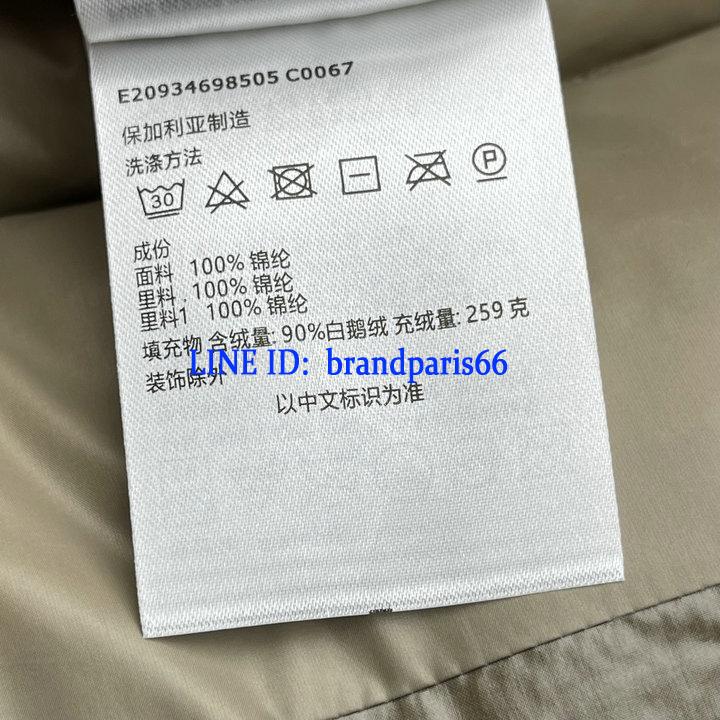 E20934698505 C0067
保加利亚制造
洗涤方法
30 P
成份
面料 100% 锦纶
里料 . 100% 锦纶
里料1 100% 锦纶
填充物 含绒量: 90%白鹅绒 充绒量: 259 克
LINE ID: brandparis66
装饰除外
以中文标识为准